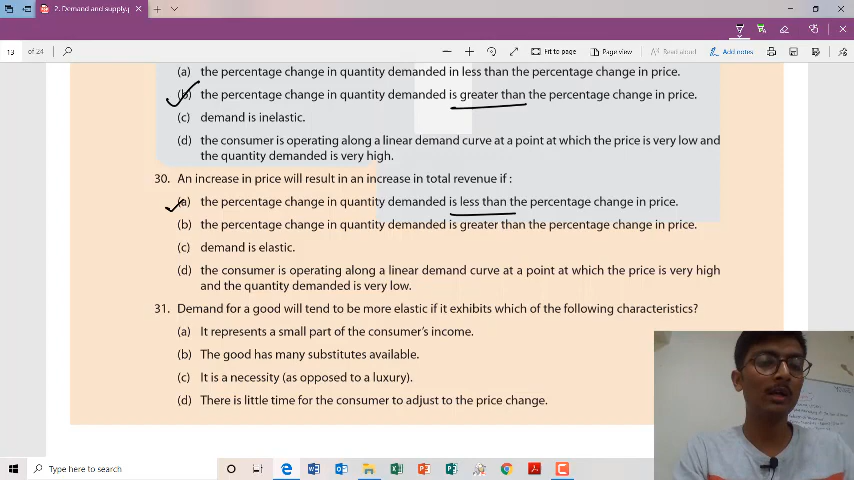 2. Demand and supply.p
13 of 24
Fit to page
Page view
Read aloud
Add notes
(a) the percentage change in quantity demanded in less than the percentage change in price.
(b) the percentage change in quantity demanded is greater than the percentage change in price.
(c) demand is inelastic.
(d) the consumer is operating along a linear demand curve at a point at which the price is very low and
the quantity demanded is very high.
30. An increase in price will result in an increase in total revenue if :
(a) the percentage change in quantity demanded is less than the percentage change in price.
(b) the percentage change in quantity demanded is greater than the percentage change in price.
(c) demand is elastic.
(d) the consumer is operating along a linear demand curve at a point at which the price is very high
and the quantity demanded is very low.
31. Demand for a good will tend to be more elastic if it exhibits which of the following characteristics?
(a) It represents a small part of the consumer's income.
(b) The good has many substitutes available.
(c) It is a necessity (as opposed to a luxury).
(d) There is little time for the consumer to adjust to the price change.
Type here to search